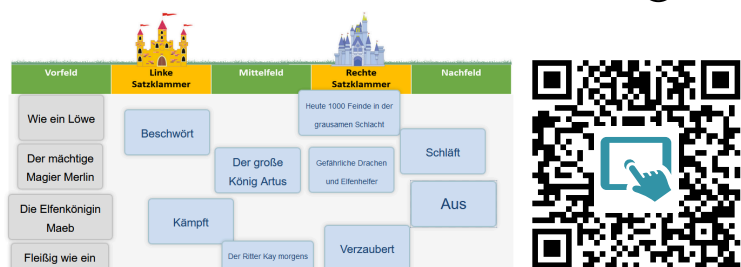 Vorfeld
Linke
Satzklammer
Mittelfeld
Rechte
Satzklammer
Nachfeld
Wie ein Löwe
Der mächtige
Magier Merlin
Die Elfenkönigin
Maeb
Fleißig wie ein
Beschwört
Kämpft
Der große
König Artus
Der Ritter Kay morgens
Heute 1000 Feinde in der
grausamen Schlacht
Gefährliche Drachen
und Elfenhelfer
Verzaubert
Schläft
Aus